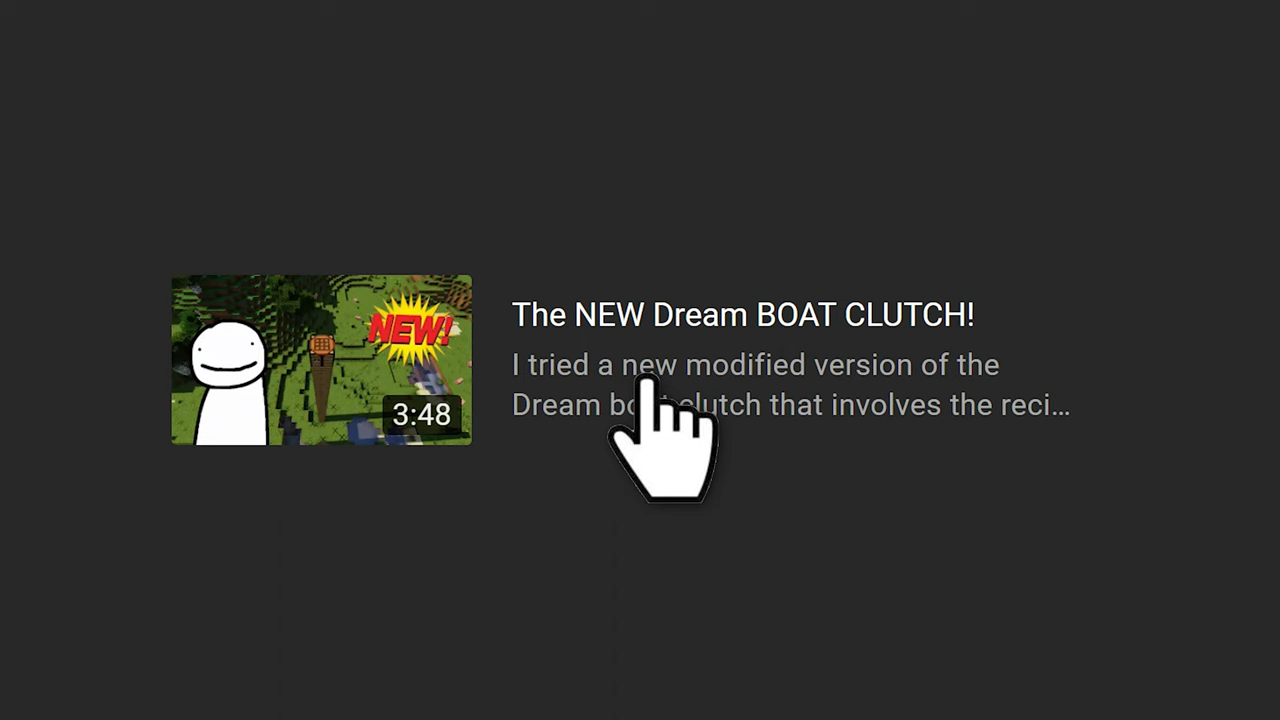 NEW!
3:48
The NEW Dream BOAT CLUTCH!
I tried a new modified version of the
Dream boat clutch that involves the reci...